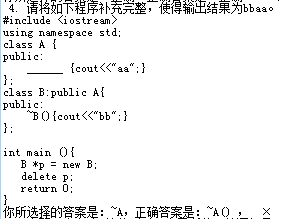 4. 请将如下程序补充完整，使得输出结果为bbaa。
#include <iostream>
using namespace std;
class A {
public:
______ {cout<<"aa";}
};
class B:public A{
public:
~B(){cout<<"bb";}
};
int main (){
B *p = new B;
delete p;
return 0;
}
你所选择的答案是：~A，正确答案是：~A() ， ×